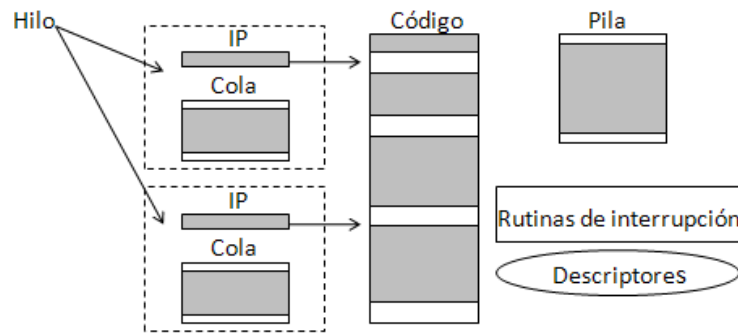 Hilo
IP
Cola
IP
Cola
Código
Pila
Rutinas de interrupción
Descriptores